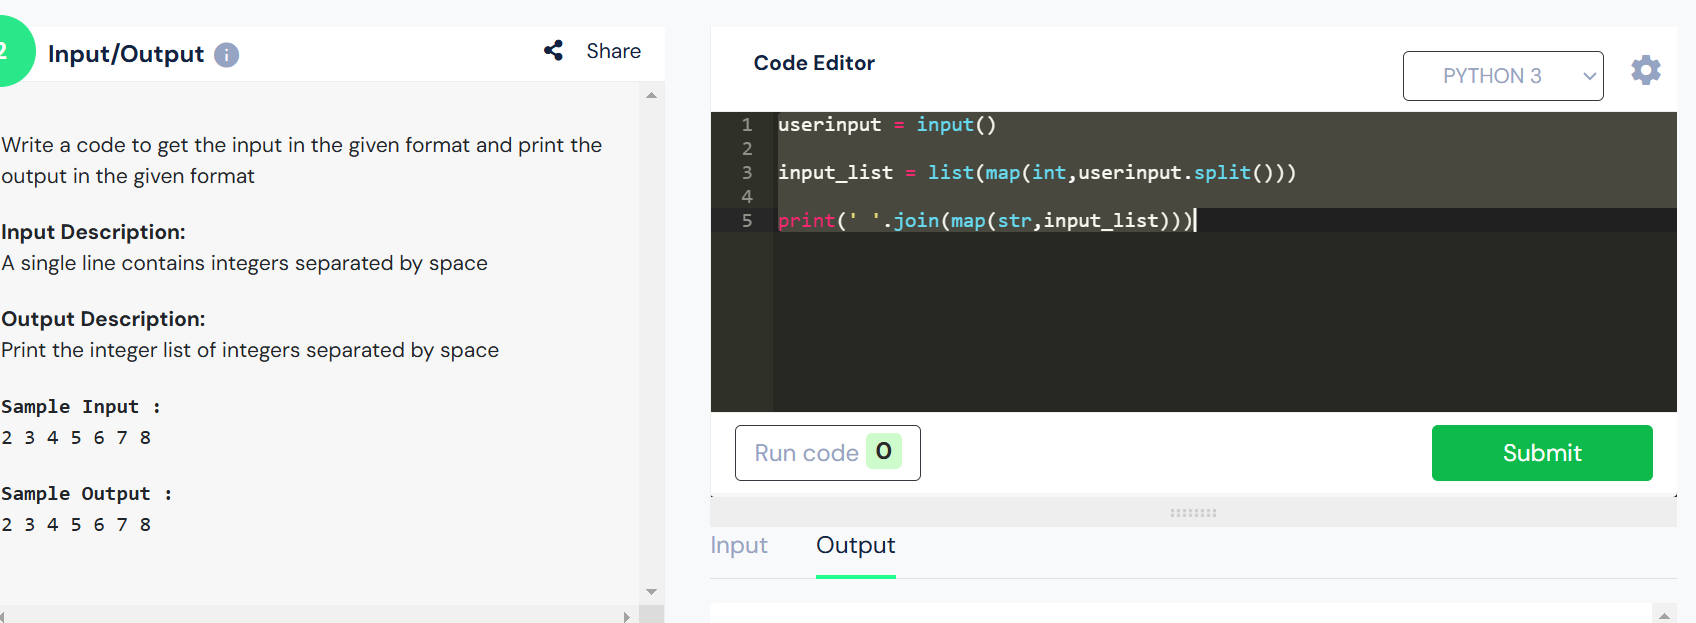 2
Input/Output i
Share
Write a code to get the input in the given format and print the
output in the given format
Input Description:
A single line contains integers separated by space
Output Description:
Print the integer list of integers separated by space
Sample Input :
2 3 4 5 6 7 8
Sample Output :
2 3 4 5 6 7 8
Code Editor
PYTHON 3
1 userinput = input()
2
3 input_list = list(map(int,userinput.split()))
4
5 print(' '.join(map(str,input_list)))
Run code 0
Submit
Input Output